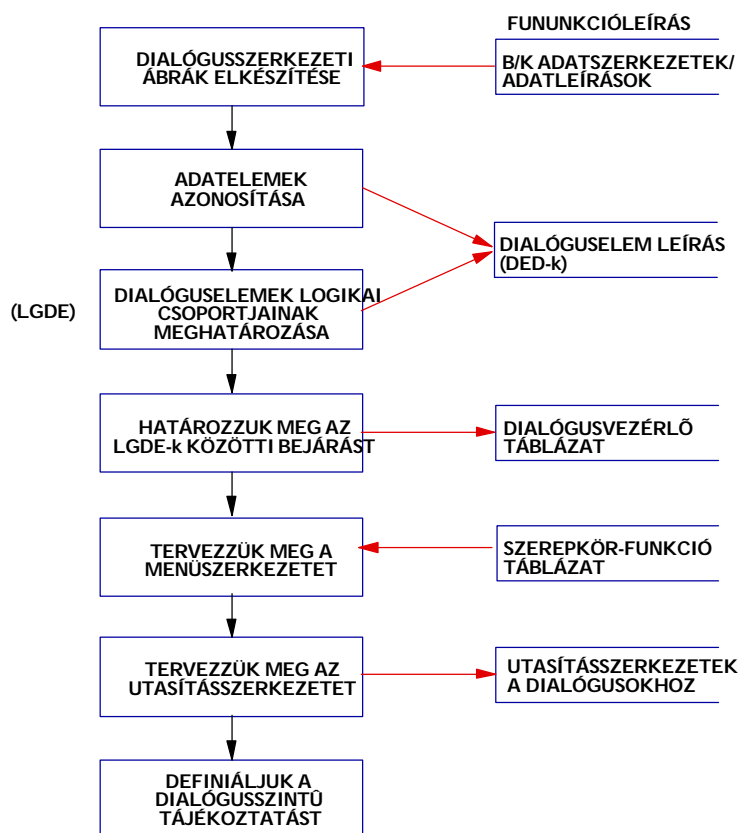 FUNUNKCIÓLEÍRÁS
DIALÓGUSSZERKEZETI
ÁBRÁK ELKÉSZÍTÉSE
B/K ADATSZERKEZETEK/
ADATLEÍRÁSOK
ADATELEMEK
AZONOSÍTÁSA
DIALÓGUSELEM LEÍRÁS
(DED-k)
(LGDE)
DIALÓGUSELEMEK LOGIKAI
CSOPORTJAINAK
MEGHATÁROZÁSA
HATÁROZZUK MEG AZ
LGDE-k KÖZÖTTI BEJÁRÁST
DIALÓGUSVEZÉRLÕ
TÁBLÁZAT
TERVEZZÜK MEG A
MENÜSZERKEZETET
SZEREPKÖR-FUNKCIÓ
TÁBLÁZAT
TERVEZZÜK MEG AZ
UTASÍTÁSSZERKEZETET
UTASÍTÁSSZERKEZETEK
A DIALÓGUSOKHOZ
DEFINIÁLJUK A
DIALÓGUSSZINTÛ
TÁJÉKOZTATÁST